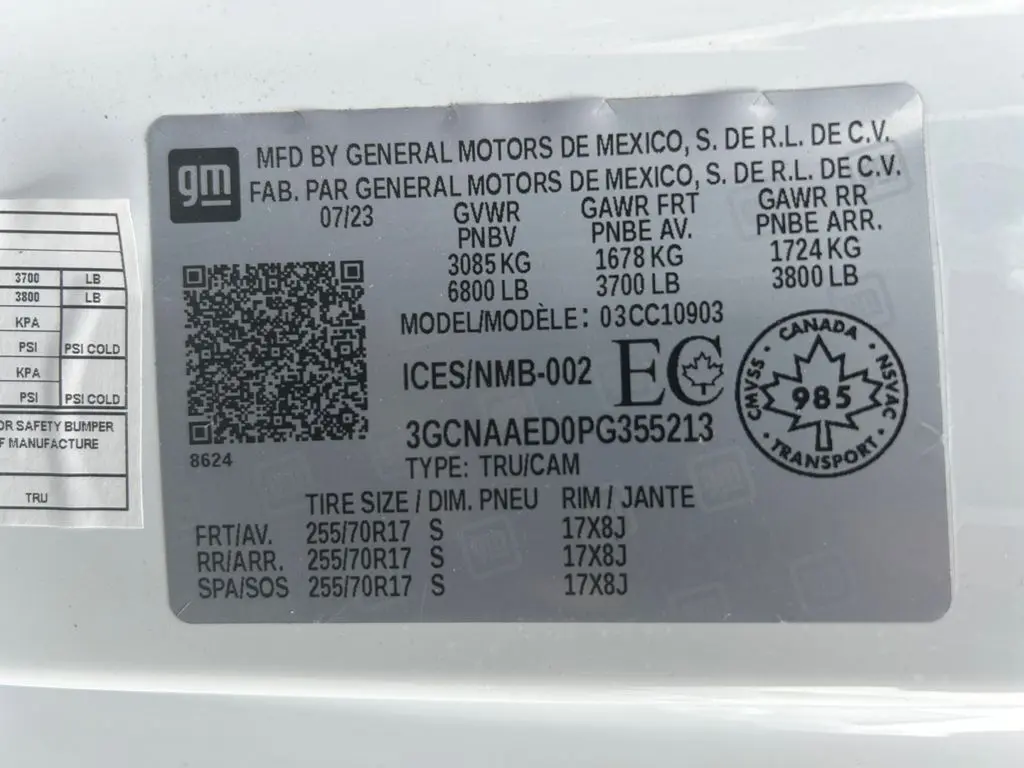 gm
MFD BY GENERAL MOTORS DE MEXICO, S. DE R.L. DE C.V.
FAB. PAR GENERAL MOTORS DE MEXICO, S. DE R.L. DE C.V.
07/23 GVWR GAWR FRT GAWR RR
PNBV PNBE AV. PNBE ARR.
3085 KG 1678 KG 1724 KG
6800 LB 3700 LB 3800 LB
MODEL/MODÈLE: 03CC10903
ICES/NMB-002 EC
CANADA
CMVSS 985 NVSAC
TRANSPORT
3GCNAAED0PG355213
8624
TYPE: TRU/CAM
TIRE SIZE / DIM. PNEU RIM / JANTE
FRT/AV. 255/70R17 S 17X8J
RR/ARR. 255/70R17 S 17X8J
SPA/SOS 255/70R17 S 17X8J
3700 LB
3800 LB
KPA
PSI PSI COLD
KPA
PSI PSI COLD
OR SAFETY BUMPER
F MANUFACTURE
TRU